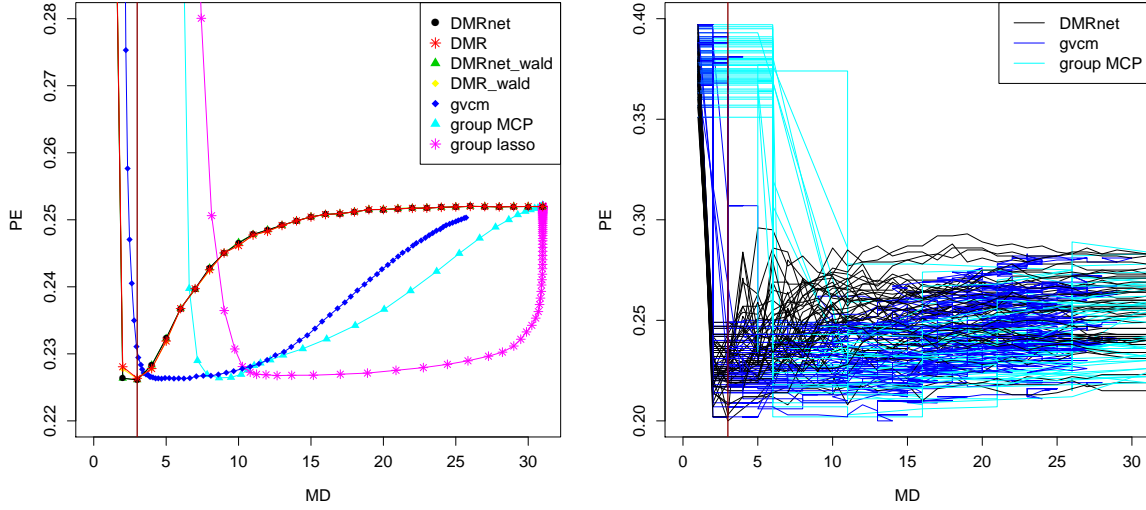 0.28
0.27
0.26
0.25
0.24
0.23
0.22
PE
0 5 10 15 20 25 30
MD
DMRnet
DMR
DMRnet_wald
DMR_wald
gvcm
group MCP
group lasso
0.40
0.35
0.30
0.25
0.20
PE
0 5 10 15 20 25 30
MD
DMRnet
gvcm
group MCP